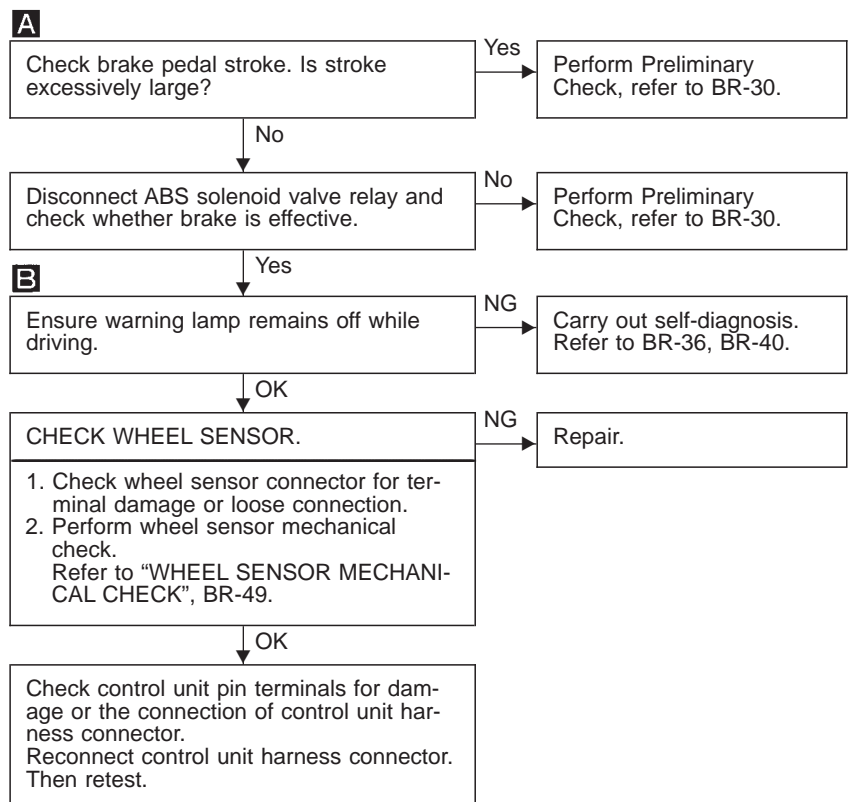 A
Check brake pedal stroke. Is stroke
excessively large?
Yes
Perform Preliminary
Check, refer to BR-30.
No
Disconnect ABS solenoid valve relay and
check whether brake is effective.
No
Perform Preliminary
Check, refer to BR-30.
Yes
B
Ensure warning lamp remains off while
driving.
NG
Carry out self-diagnosis.
Refer to BR-36, BR-40.
OK
CHECK WHEEL SENSOR.
NG
Repair.
1. Check wheel sensor connector for ter-
minal damage or loose connection.
2. Perform wheel sensor mechanical
check.
Refer to “WHEEL SENSOR MECHANI-
CAL CHECK”, BR-49.
OK
Check control unit pin terminals for dam-
age or the connection of control unit har-
ness connector.
Reconnect control unit harness connector.
Then retest.